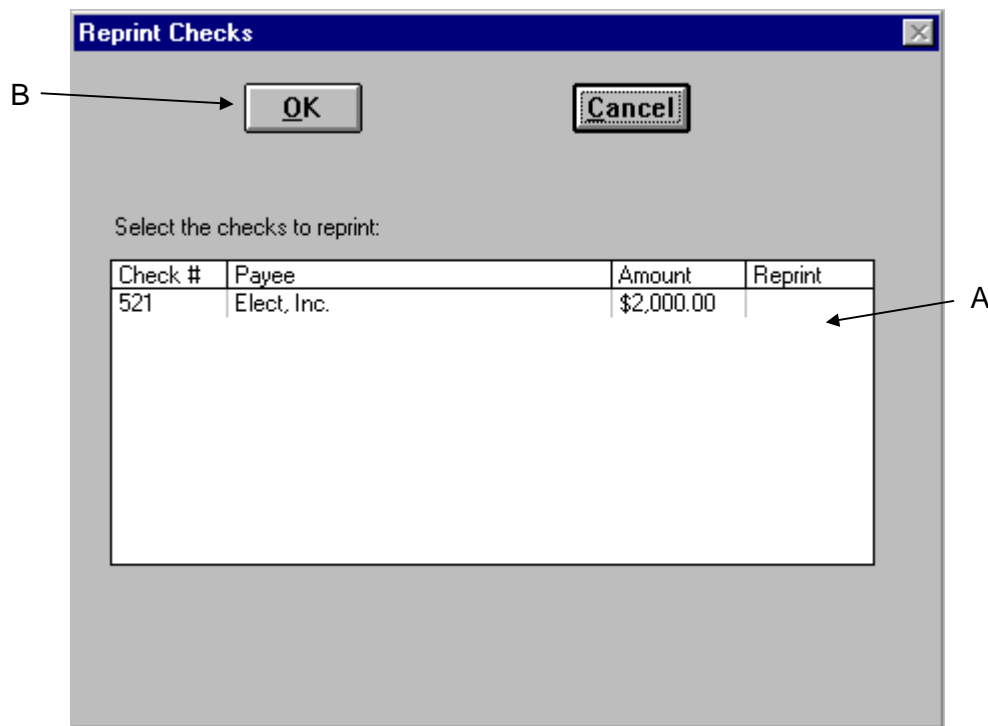 Reprint Checks
B
OK
Cancel
Select the checks to reprint:
Check # Payee Amount Reprint
521 Elect, Inc. $2,000.00
A